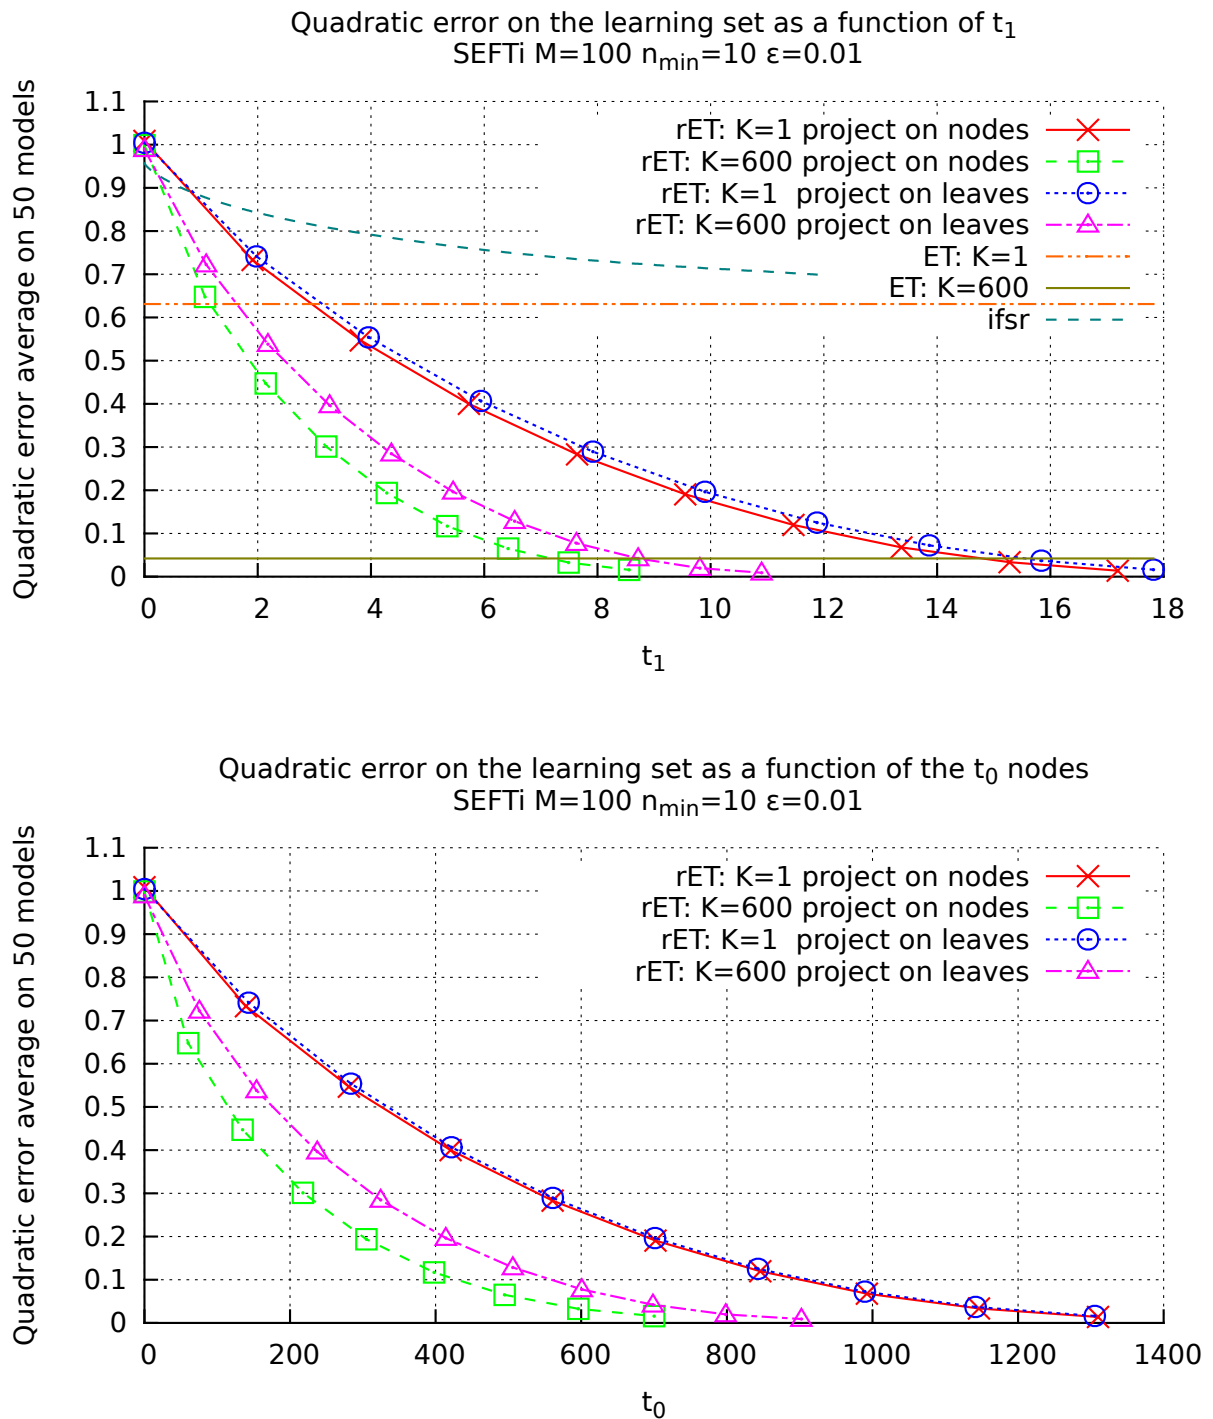 Quadratic error on the learning set as a function of t₁
SEFTi M=100 nₘᵢₙ=10 ε=0.01
Quadratic error average on 50 models
1.1
1
0.9
0.8
0.7
0.6
0.5
0.4
0.3
0.2
0.1
0
rET: K=1 project on nodes
rET: K=600 project on nodes
rET: K=1  project on leaves
rET: K=600 project on leaves
ET: K=1
ET: K=600
ifsr
0 2 4 6 8 10 12 14 16 18
t₁
Quadratic error on the learning set as a function of the t₀ nodes
SEFTi M=100 nₘᵢₙ=10 ε=0.01
Quadratic error average on 50 models
1.1
1
0.9
0.8
0.7
0.6
0.5
0.4
0.3
0.2
0.1
0
rET: K=1 project on nodes
rET: K=600 project on nodes
rET: K=1  project on leaves
rET: K=600 project on leaves
0 200 400 600 800 1000 1200 1400
t₀